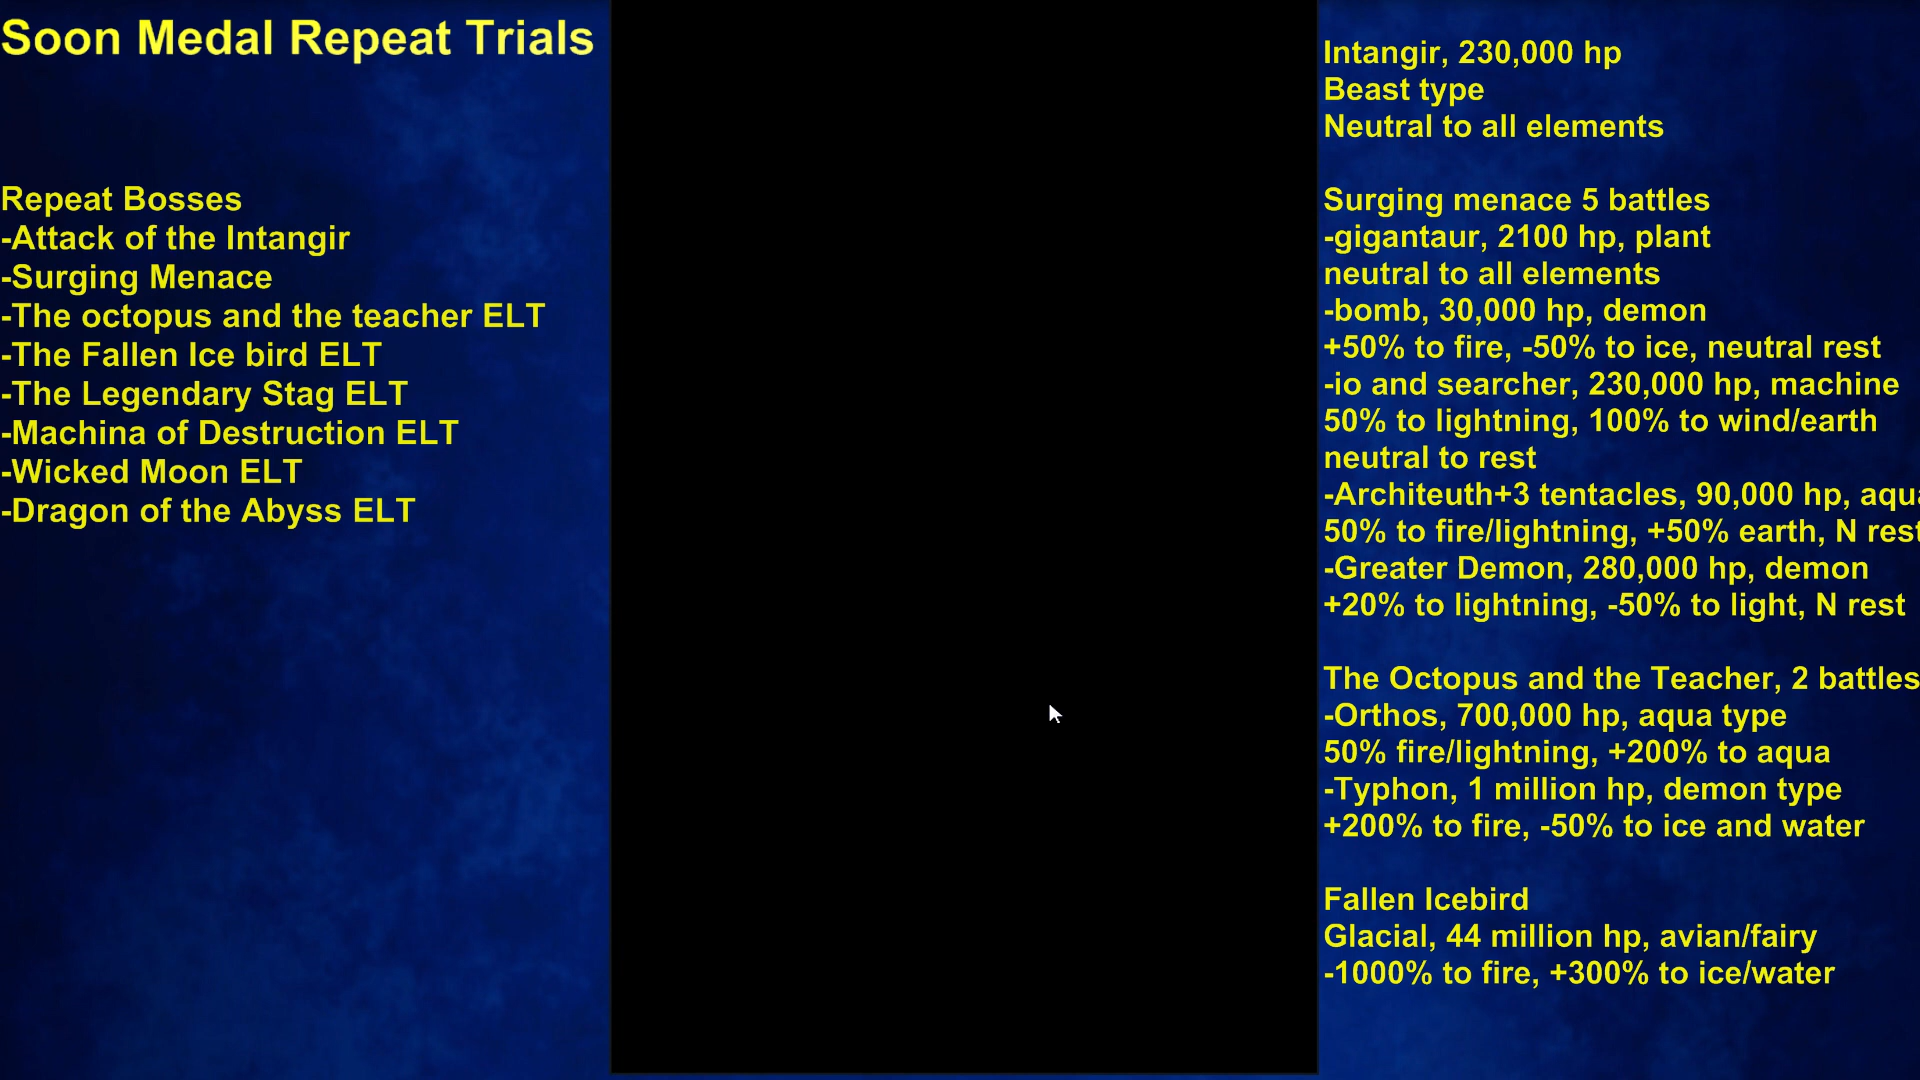 Soon Medal Repeat Trials
Repeat Bosses
-Attack of the Intangir
-Surging Menace
-The octopus and the teacher ELT
-The Fallen Ice bird ELT
-The Legendary Stag ELT
-Machina of Destruction ELT
-Wicked Moon ELT
-Dragon of the Abyss ELT
Intangir, 230,000 hp
Beast type
Neutral to all elements
Surging menace 5 battles
-gigantaur, 2100 hp, plant
neutral to all elements
-bomb, 30,000 hp, demon
+50% to fire, -50% to ice, neutral rest
-io and searcher, 230,000 hp, machine
50% to lightning, 100% to wind/earth
neutral to rest
-Architeuth+3 tentacles, 90,000 hp, aqua
50% to fire/lightning, +50% earth, N rest
-Greater Demon, 280,000 hp, demon
+20% to lightning, -50% to light, N rest
The Octopus and the Teacher, 2 battles
-Orthos, 700,000 hp, aqua type
50% fire/lightning, +200% to aqua
-Typhon, 1 million hp, demon type
+200% to fire, -50% to ice and water
Fallen Icebird
Glacial, 44 million hp, avian/fairy
-1000% to fire, +300% to ice/water